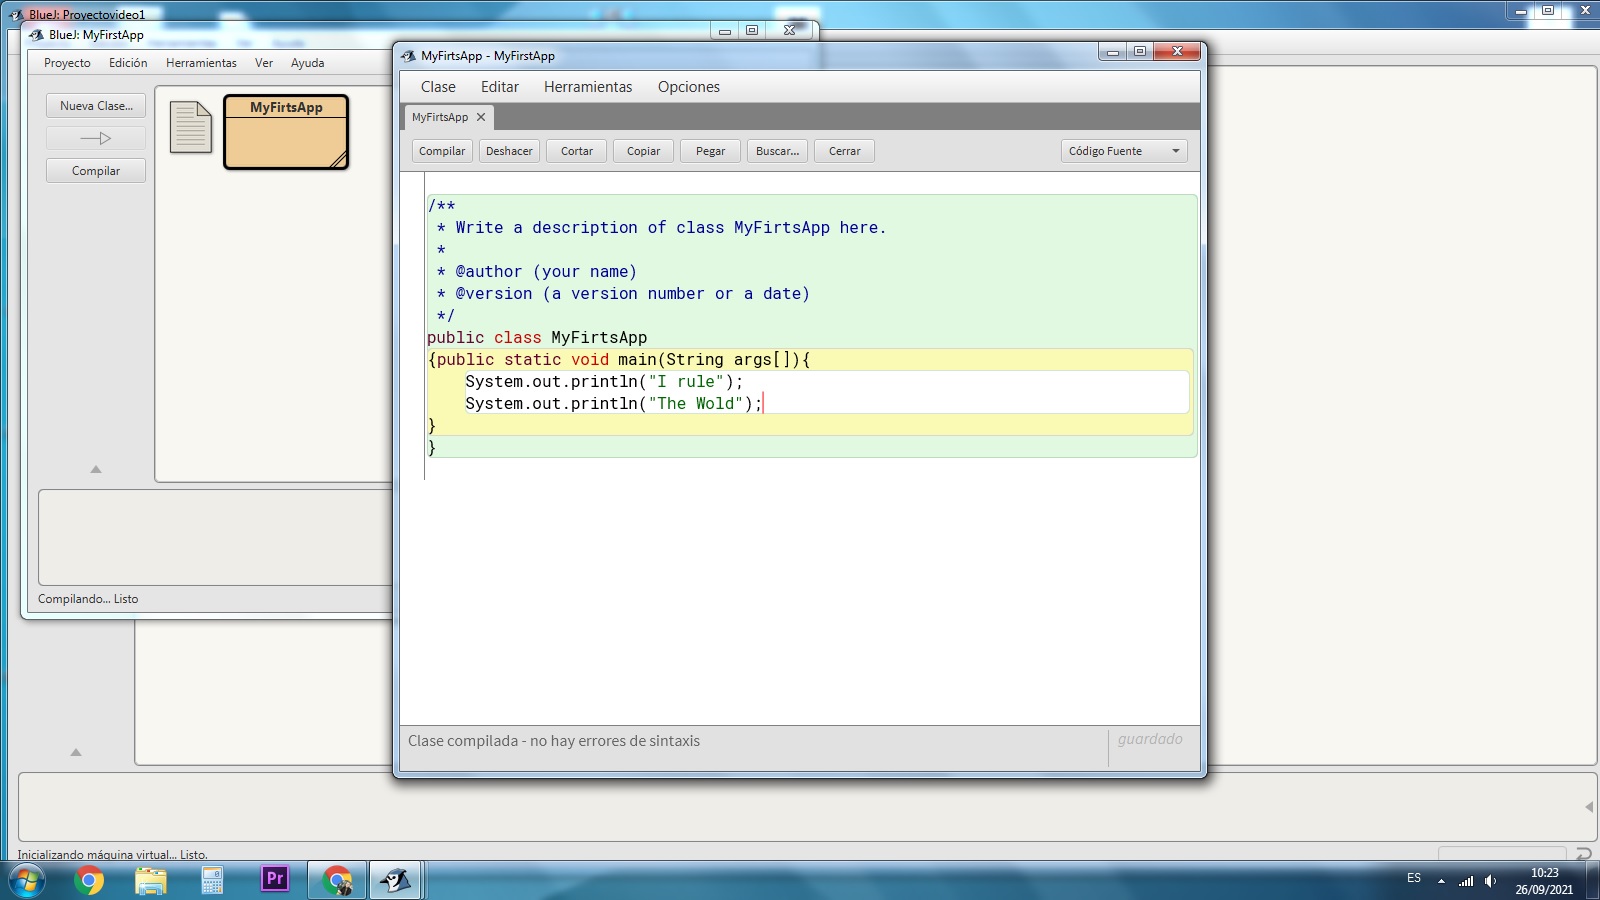 BlueJ: Proyectovideo1
BlueJ: MyFirstApp
Proyecto Edición Herramientas Ver Ayuda
Nueva Clase...
Compilar
MyFirtsApp
Compilando... Listo
MyFirtsApp - MyFirstApp
Clase Editar Herramientas Opciones
MyFirtsApp
Compilar Deshacer Cortar Copiar Pegar Buscar... Cerrar Código Fuente
/**
 * Write a description of class MyFirtsApp here.
 *
 * @author (your name)
 * @version (a version number or a date)
 */
public class MyFirtsApp
{public static void main(String args[]){
    System.out.println("I rule");
    System.out.println("The Wold");
}
}
Clase compilada - no hay errores de sintaxis
guardado
Inicializando máquina virtual... Listo.
Pr
ES
10:23
26/09/2021